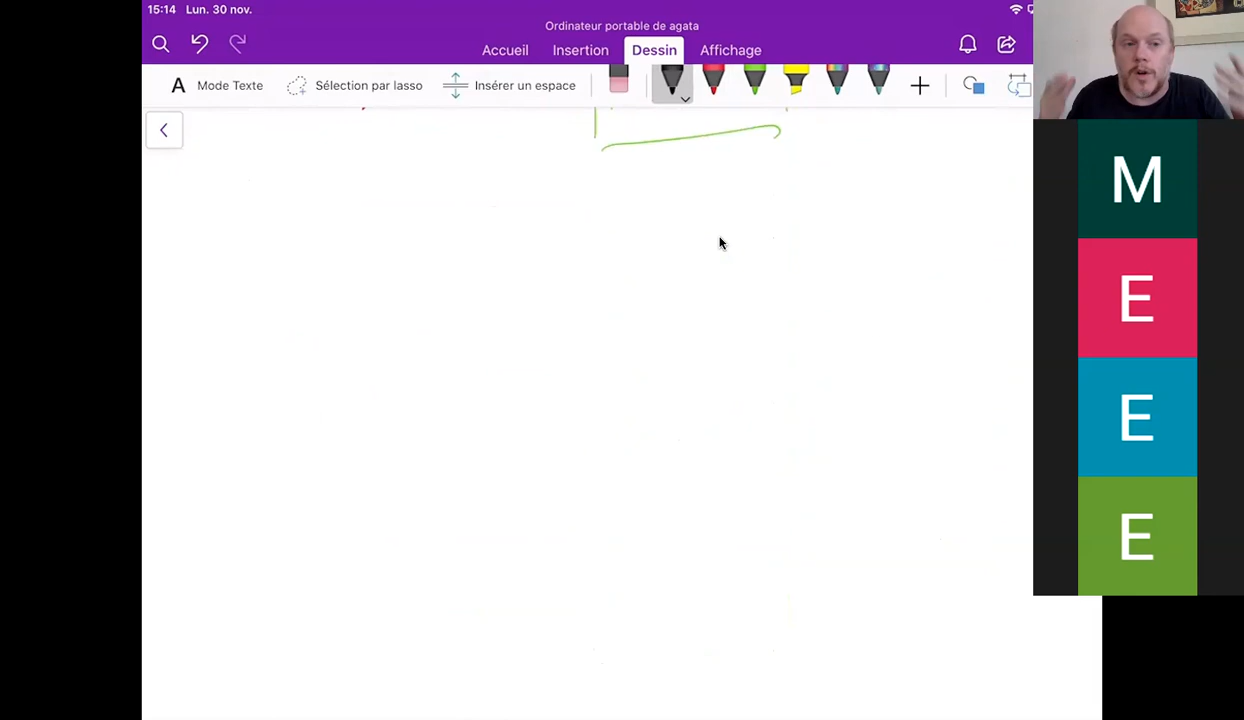 15:14 Lun. 30 nov.
Ordinateur portable de agata
Accueil Insertion Dessin Affichage
A Mode Texte Sélection par lasso Insérer un espace
M
E
E
E